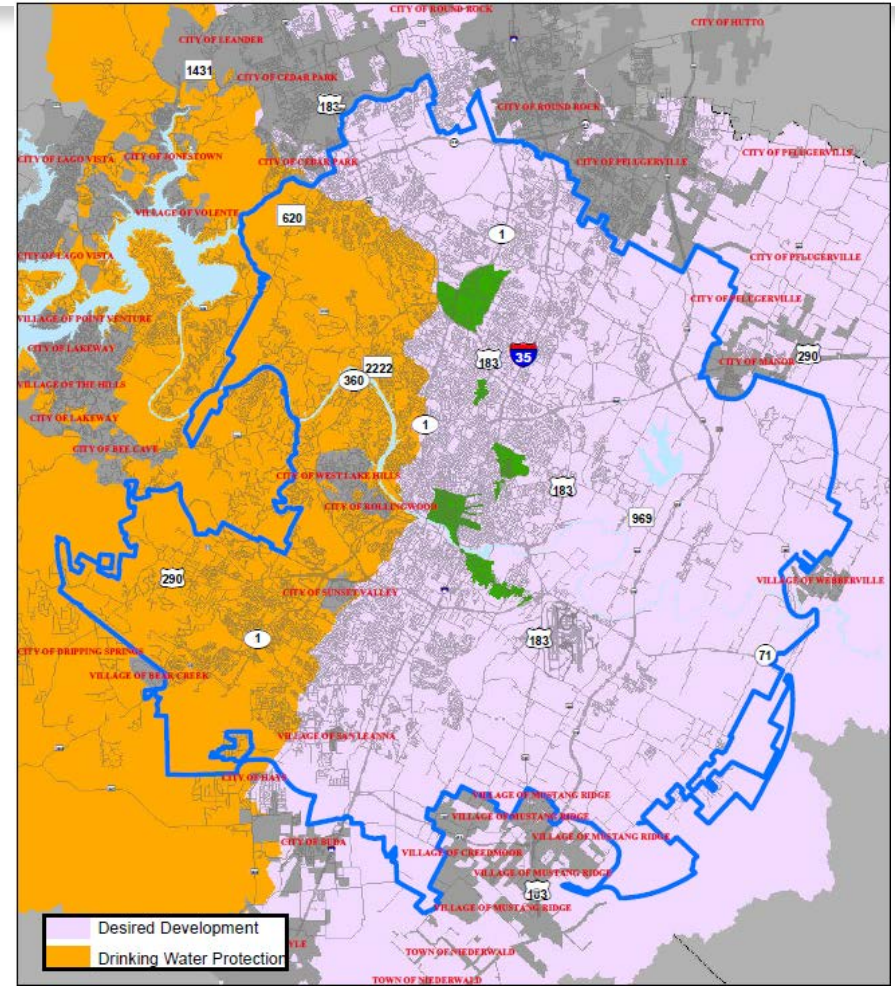 CITY OF ROUND ROCK
CITY OF HUTTO
CITY OF LEANDER
1431
CITY OF CEDAR PARK
183
CITY OF ROUND ROCK
CITY OF LAGO VISTA
CITY OF JONESTOWN
CITY OF CEDAR PARK
CITY OF PFLUGERVILLE
CITY OF PFLUGERVILLE
VILLAGE OF VOLENTE
620
1
CITY OF LAGO VISTA
CITY OF PFLUGERVILLE
CITY OF PFLUGERVILLE
VILLAGE OF POINT VENTURE
CITY OF LAKEWAY
183
35
CITY OF MANOR
290
2222
360
VILLAGE OF THE HILLS
CITY OF LAKEWAY
1
CITY OF BEE CAVE
CITY OF WEST LAKE HILLS
183
CITY OF ROLLINGWOOD
969
290
CITY OF SUNSET VALLEY
VILLAGE OF WEBBERVILLE
1
183
CITY OF DRIPPING SPRINGS
71
VILLAGE OF BEAR CREEK
VILLAGE OF SAN LEANNA
CITY OF HAYS
VILLAGE OF MUSTANG RIDGE
VILLAGE OF MUSTANG RIDGE
VILLAGE OF MUSTANG RIDGE
CITY OF BUDA
VILLAGE OF CREEDMOOR
VILLAGE OF MUSTANG RIDGE
183
VILLAGE OF MUSTANG RIDGE
Desired Development
YLE
Drinking Water Protection
TOWN OF NIEDERWALD
TOWN OF NIEDERWALD